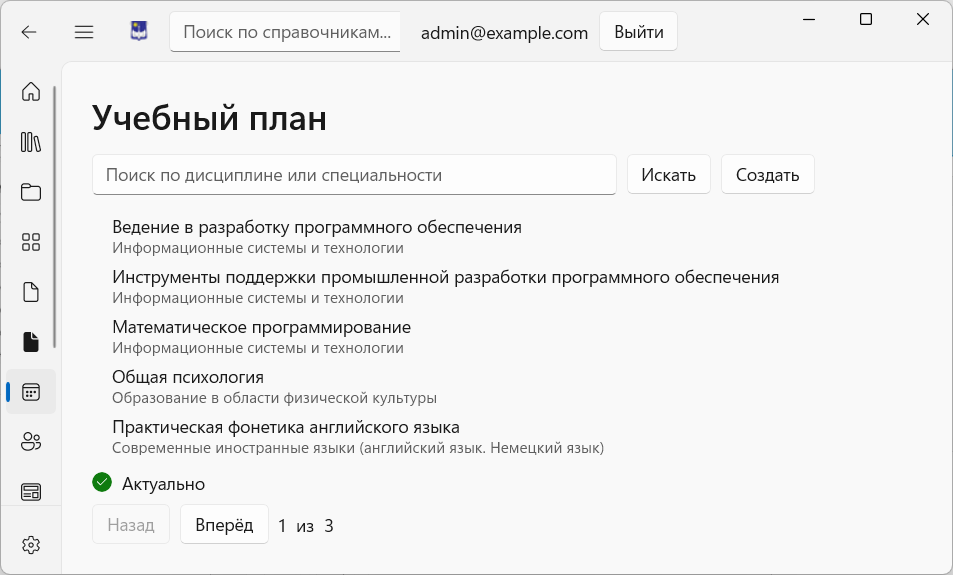 Поиск по справочникам...
admin@example.com
Выйти
Учебный план
Поиск по дисциплине или специальности
Искать
Создать
Ведение в разработку программного обеспечения
Информационные системы и технологии
Инструменты поддержки промышленной разработки программного обеспечения
Информационные системы и технологии
Математическое программирование
Информационные системы и технологии
Общая психология
Образование в области физической культуры
Практическая фонетика английского языка
Современные иностранные языки (английский язык. Немецкий язык)
Актуально
Назад
Вперёд
1 из 3